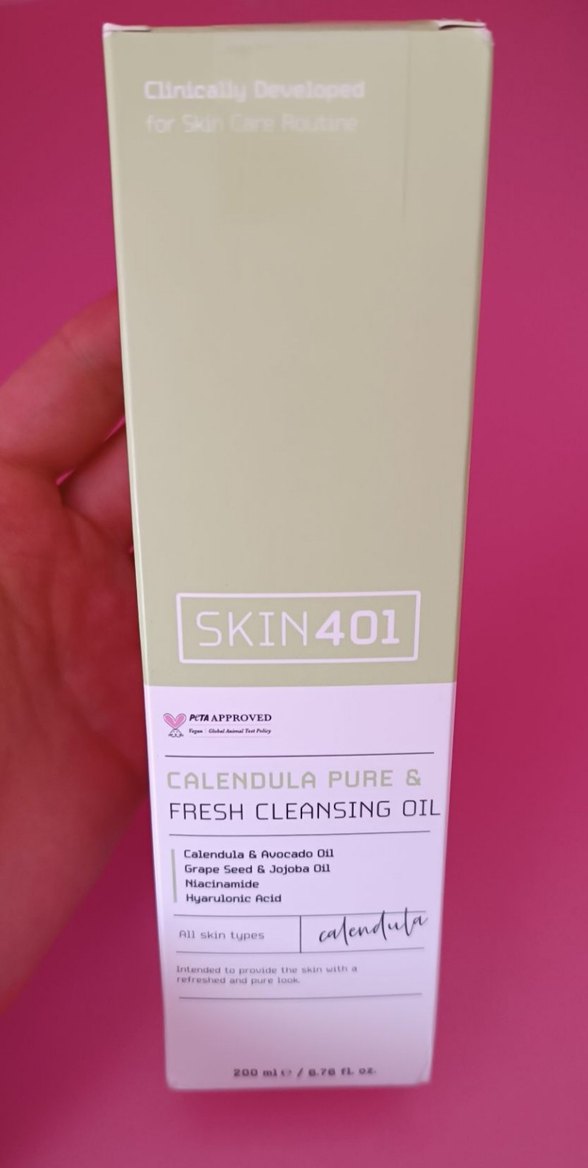 Clinically Developed
for Skin Care Routine
SKIN401
PETA APPROVED
Vegan | Global Animal Test Policy
CALENDULA PURE &
FRESH CLEANSING OIL
Calendula & Avocado Oil
Grape Seed & Jojoba Oil
Niacinamide
Hyarulonic Acid
All skin types
calendula
Intended to provide the skin with a
refreshed and pure look.
200 ml ℮ / 6.76 fl. oz.